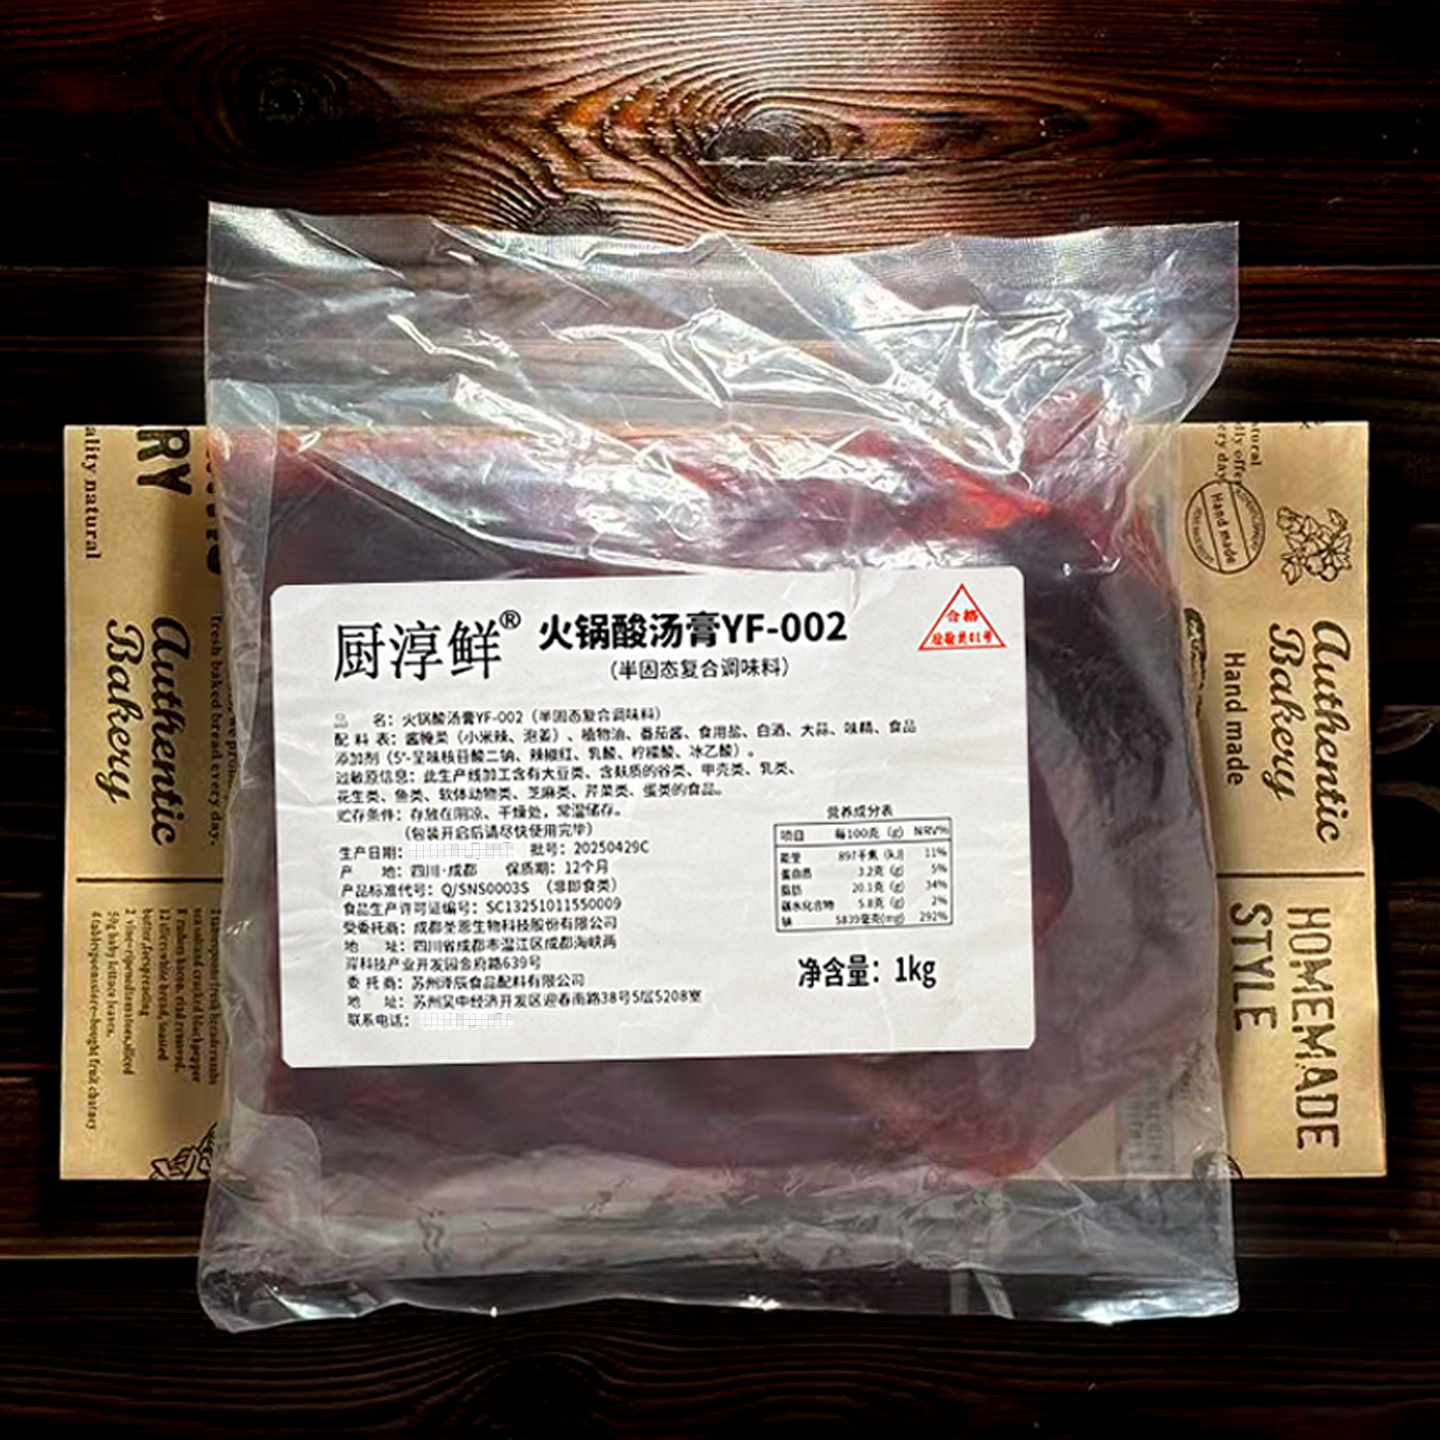 厨淳鲜® 火锅酸汤膏YF-002
（半固态复合调味料）
合格
检验员01号
品 名：火锅酸汤膏YF-002（半固态复合调味料）
配 料 表：酱腌菜（小米辣、泡姜）、植物油、番茄酱、食用盐、白酒、大蒜、味精、食品
添加剂（5'-呈味核苷酸二钠、辣椒红、乳酸、柠檬酸、冰乙酸）。
过敏原信息：此生产线加工含有大豆类、含麸质的谷类、甲壳类、乳类、
花生类、鱼类、软体动物类、芝麻类、芹菜类、蛋类的食品。
贮存条件：存放在阴凉、干燥处，常温储存。
（包装开启后请尽快使用完毕）
生产日期： 批号：20250429C
产 地：四川·成都 保质期：12个月
产品标准代号：Q/SNS0003S （非即食类）
食品生产许可证编号：SC13251011550009
受委托商：成都圣恩生物科技股份有限公司
地 址：四川省成都市温江区成都海峡两
岸科技产业开发园金府路639号
委 托 商：苏州泽辰食品配料有限公司
地 址：苏州吴中经济开发区迎春南路38号5层5208室
联系电话：
营养成分表
项目 每100克（g） NRV%
能量 897千焦（kJ） 11%
蛋白质 3.2克（g） 5%
脂肪 20.1克（g） 34%
碳水化合物 5.8克（g） 2%
钠 5839毫克(mg) 292%
净含量：1kg
RY
ality natural
Authentic
Bakery
fresh baked bread every day.
Hand made
Authentic
Bakery
Hand made
HOMEMADE
STYLE